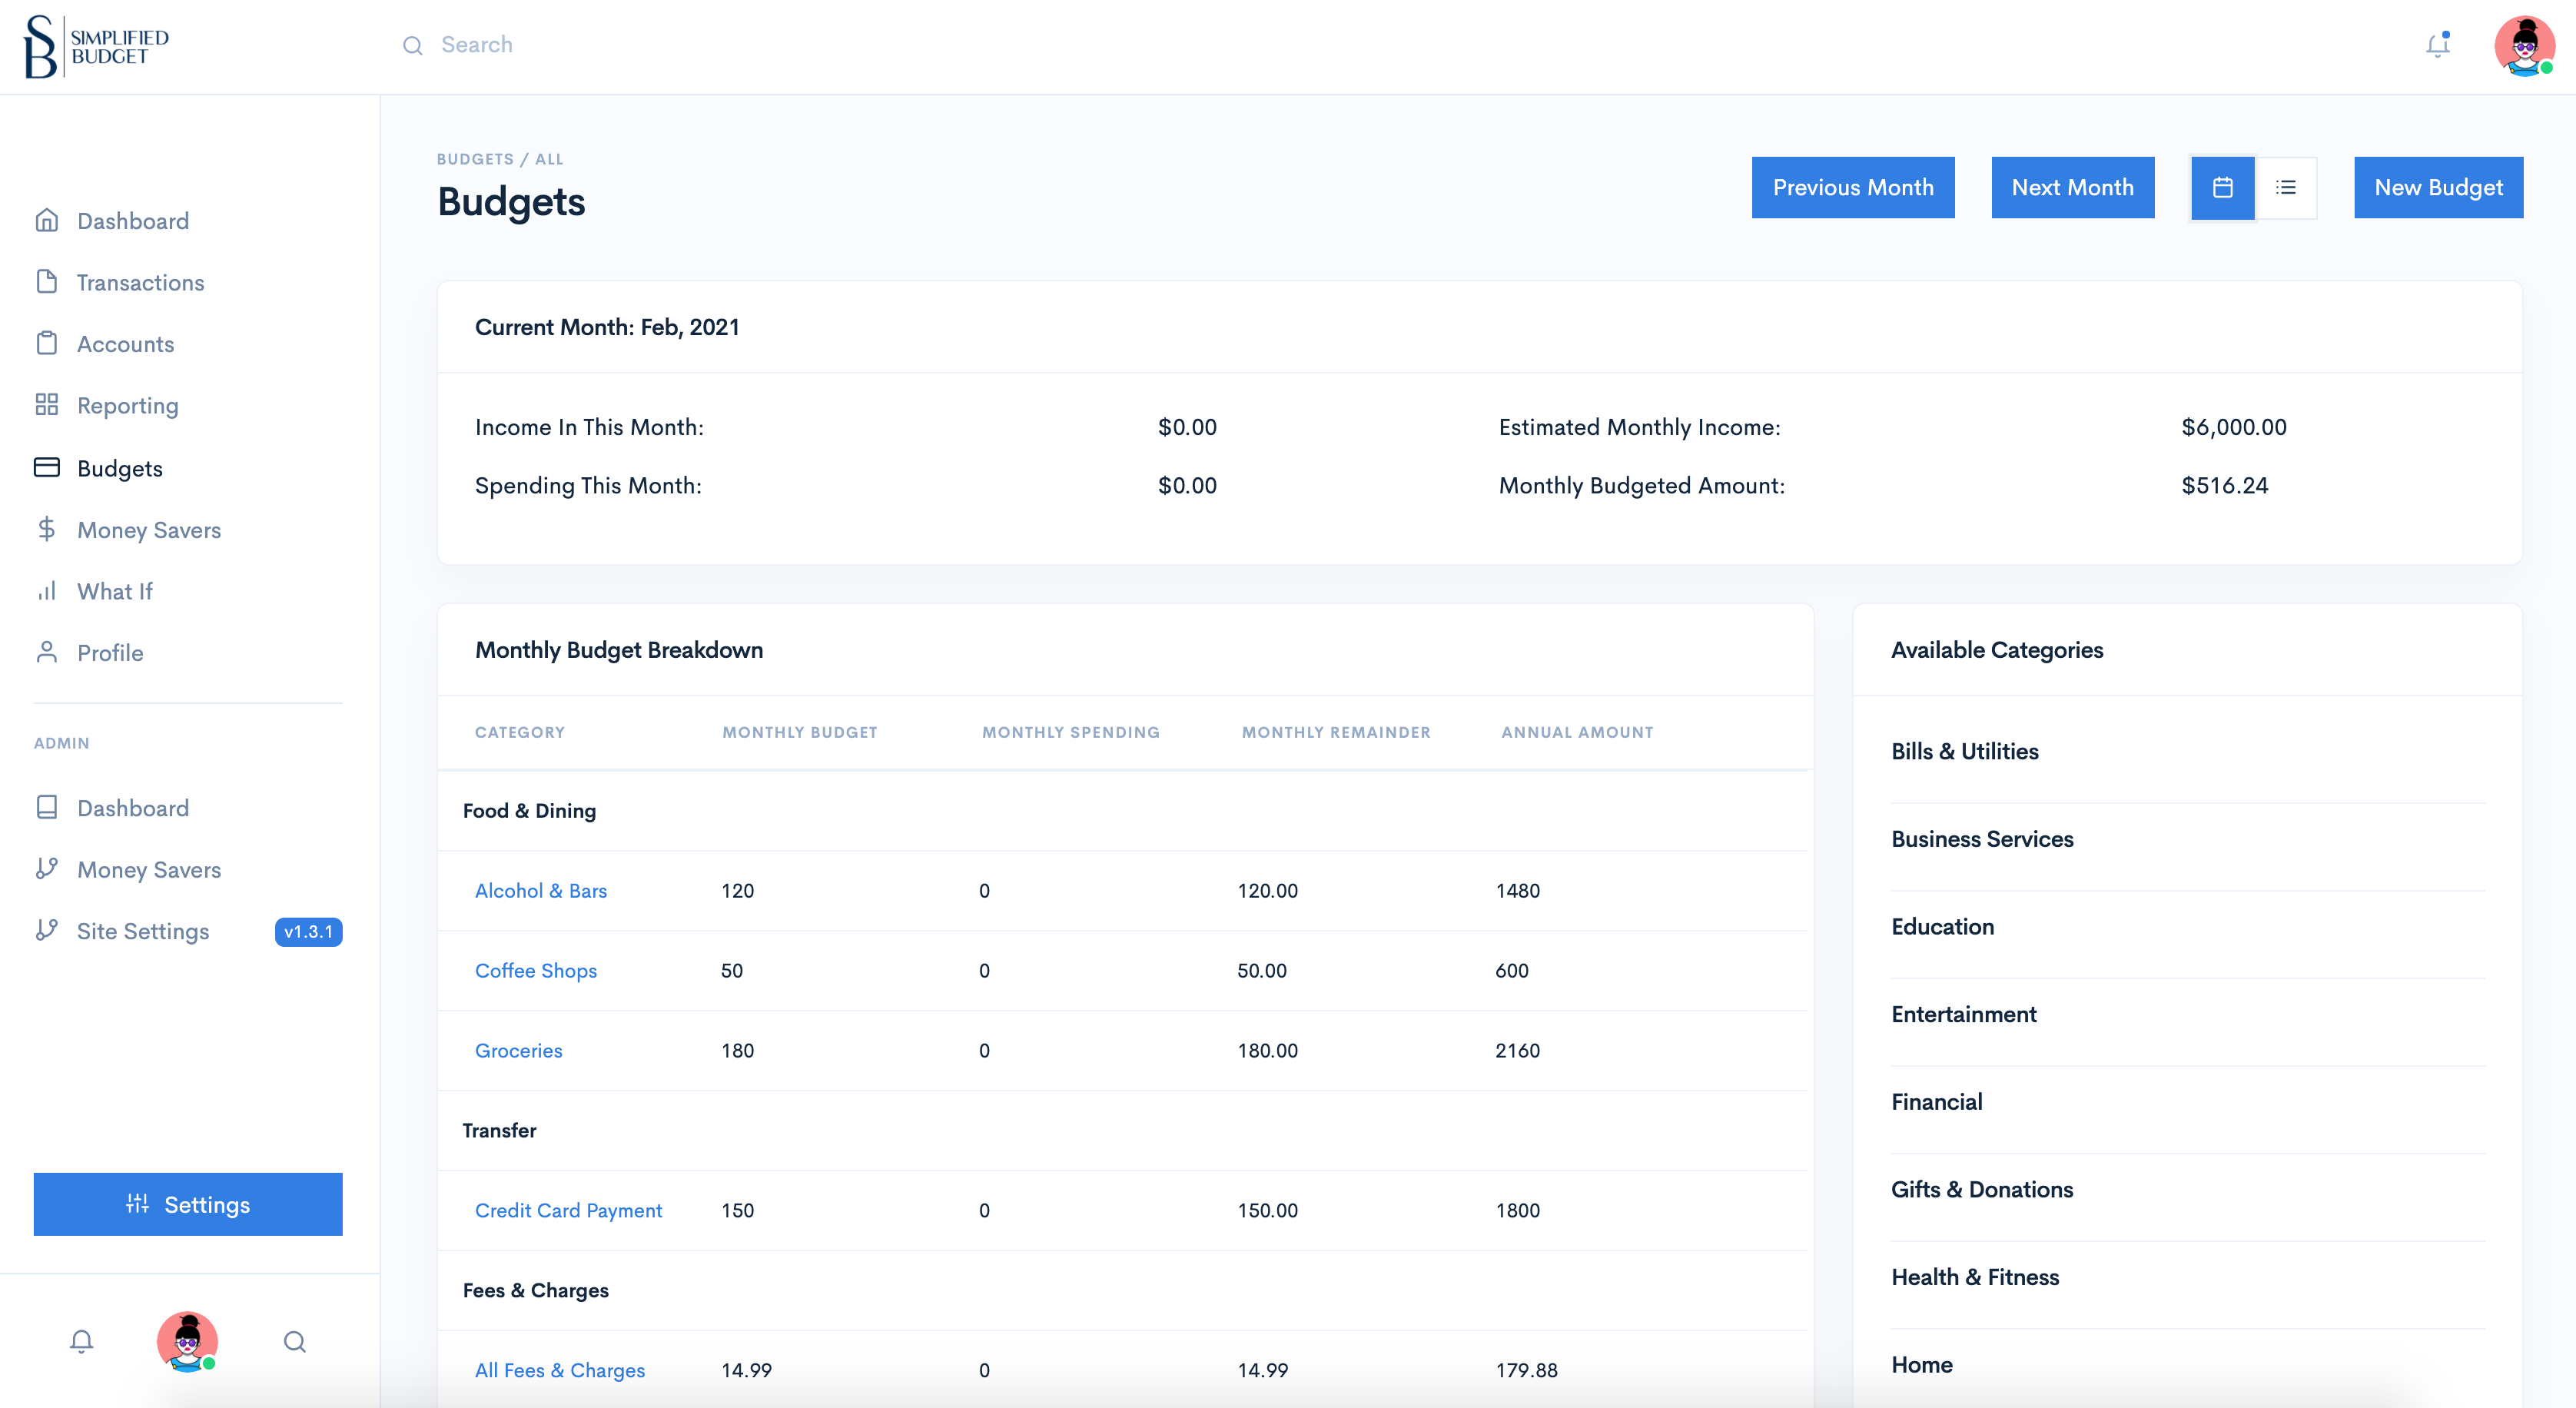 SB SIMPLIFIED
BUDGET
Search
Dashboard
Transactions
Accounts
Reporting
Budgets
Money Savers
What If
Profile
ADMIN
Dashboard
Money Savers
Site Settings v1.3.1
Settings
BUDGETS / ALL
Budgets
Previous Month Next Month New Budget
Current Month: Feb, 2021
Income In This Month: $0.00 Estimated Monthly Income: $6,000.00
Spending This Month: $0.00 Monthly Budgeted Amount: $516.24
Monthly Budget Breakdown
CATEGORY MONTHLY BUDGET MONTHLY SPENDING MONTHLY REMAINDER ANNUAL AMOUNT
Food & Dining
Alcohol & Bars 120 0 120.00 1480
Coffee Shops 50 0 50.00 600
Groceries 180 0 180.00 2160
Transfer
Credit Card Payment 150 0 150.00 1800
Fees & Charges
All Fees & Charges 14.99 0 14.99 179.88
Available Categories
Bills & Utilities
Business Services
Education
Entertainment
Financial
Gifts & Donations
Health & Fitness
Home